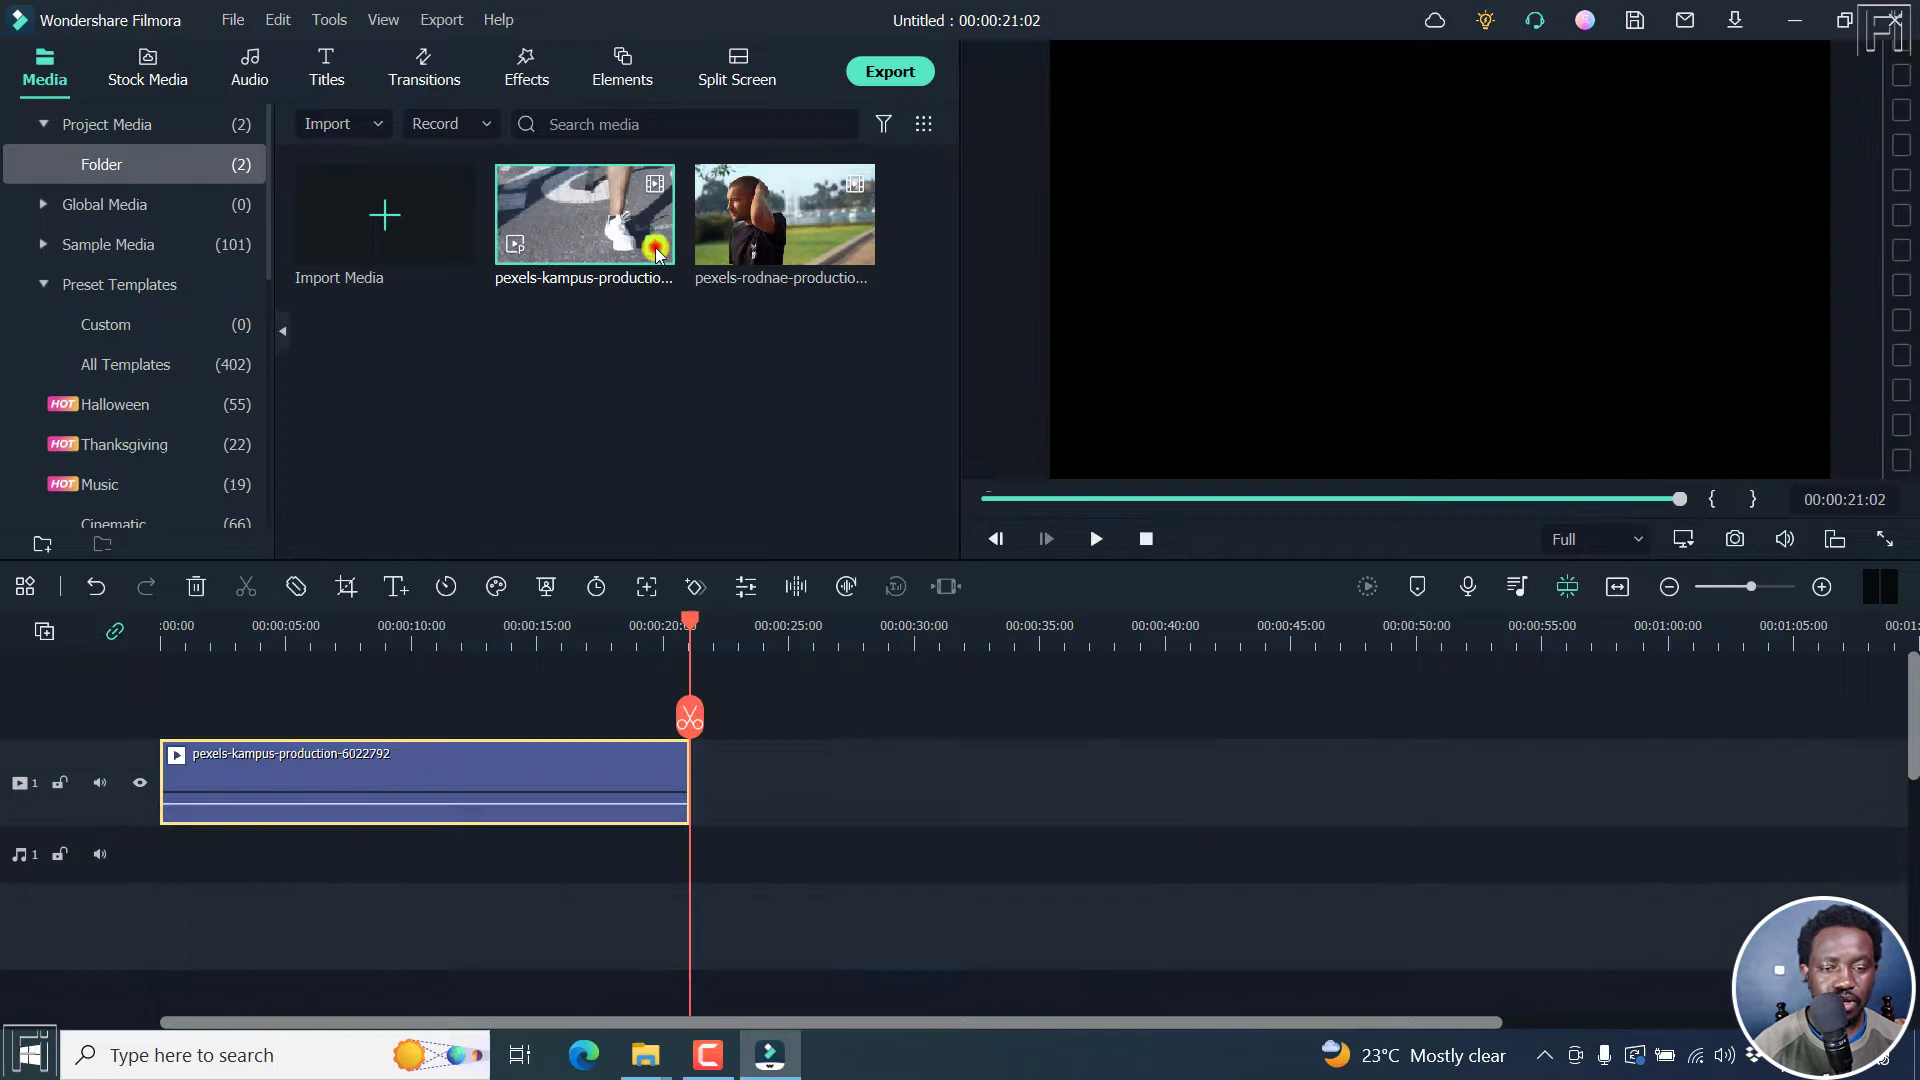 Wondershare Filmora File Edit Tools View Export Help Untitled : 00:00:21:02
Media Stock Media Audio Titles Transitions Effects Elements Split Screen Export
Project Media (2)
Folder (2)
Global Media (0)
Sample Media (101)
Preset Templates
Custom (0)
All Templates (402)
HOT Halloween (55)
HOT Thanksgiving (22)
HOT Music (19)
Cinematic (66)
Import Record Search media
Import Media pexels-kampus-productio... pexels-rodnae-productio...
{ } 00:00:21:02
Full
:00:00 00:00:05:00 00:00:10:00 00:00:15:00 00:00:20:0 00:00:25:00 00:00:30:00 00:00:35:00 00:00:40:00 00:00:45:00 00:00:50:00 00:00:55:00 00:01:00:00 00:01:05:00 00:01:
pexels-kampus-production-6022792
1
1
Type here to search 23°C Mostly clear